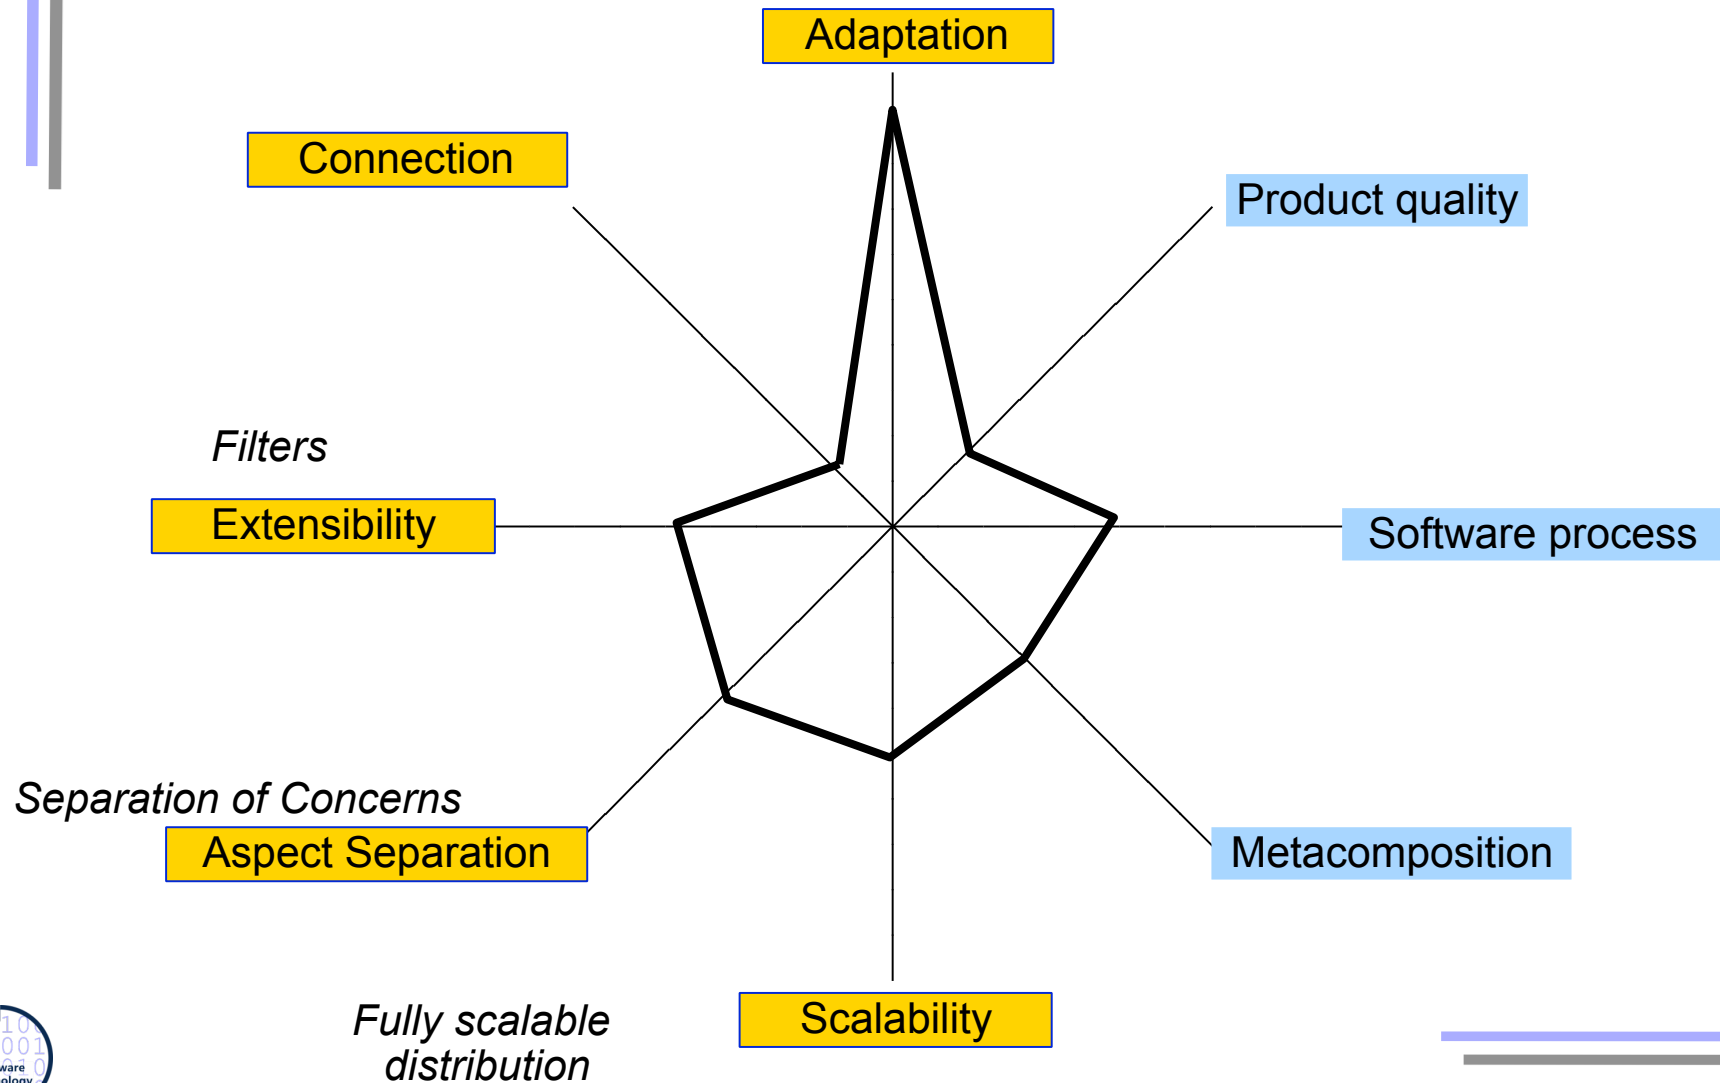 Adaptation
Connection
Product quality
Filters
Extensibility
Software process
Separation of Concerns
Aspect Separation
Metacomposition
Fully scalable
distribution
Scalability